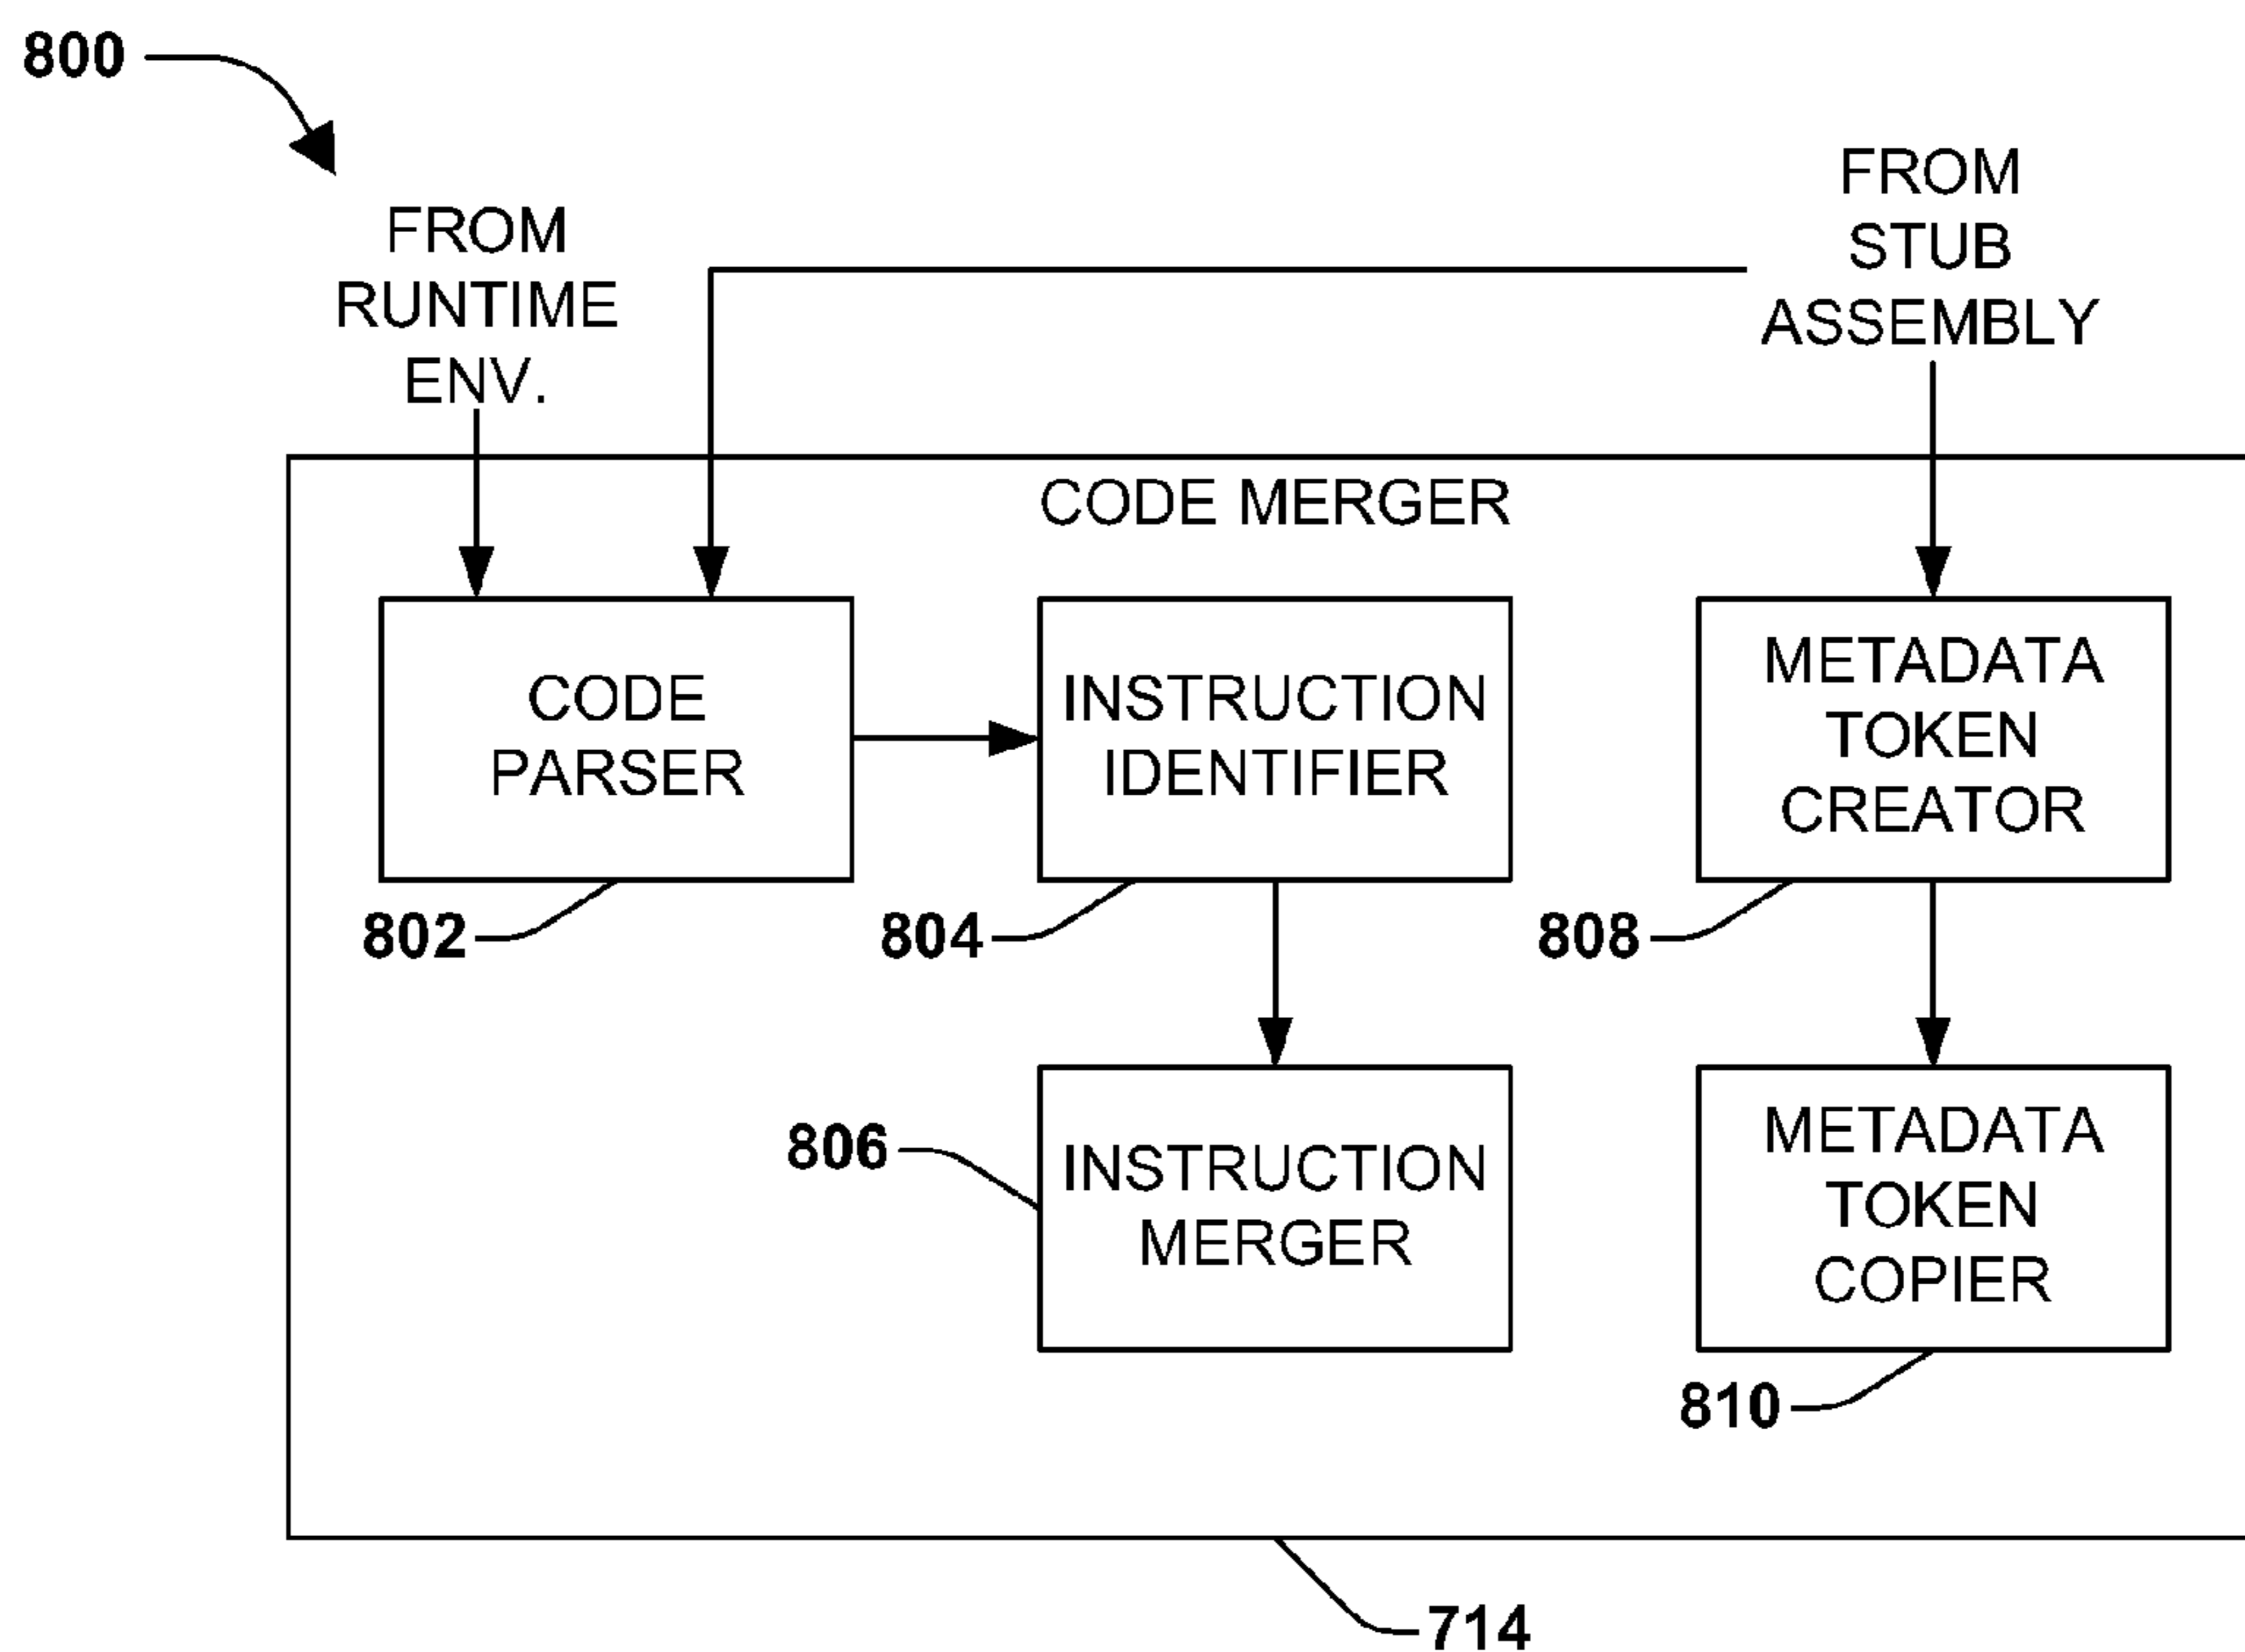 800
FROM
RUNTIME
ENV.
FROM
STUB
ASSEMBLY
CODE MERGER
CODE
PARSER
802
INSTRUCTION
IDENTIFIER
804
METADATA
TOKEN
CREATOR
808
806
INSTRUCTION
MERGER
METADATA
TOKEN
COPIER
810
714